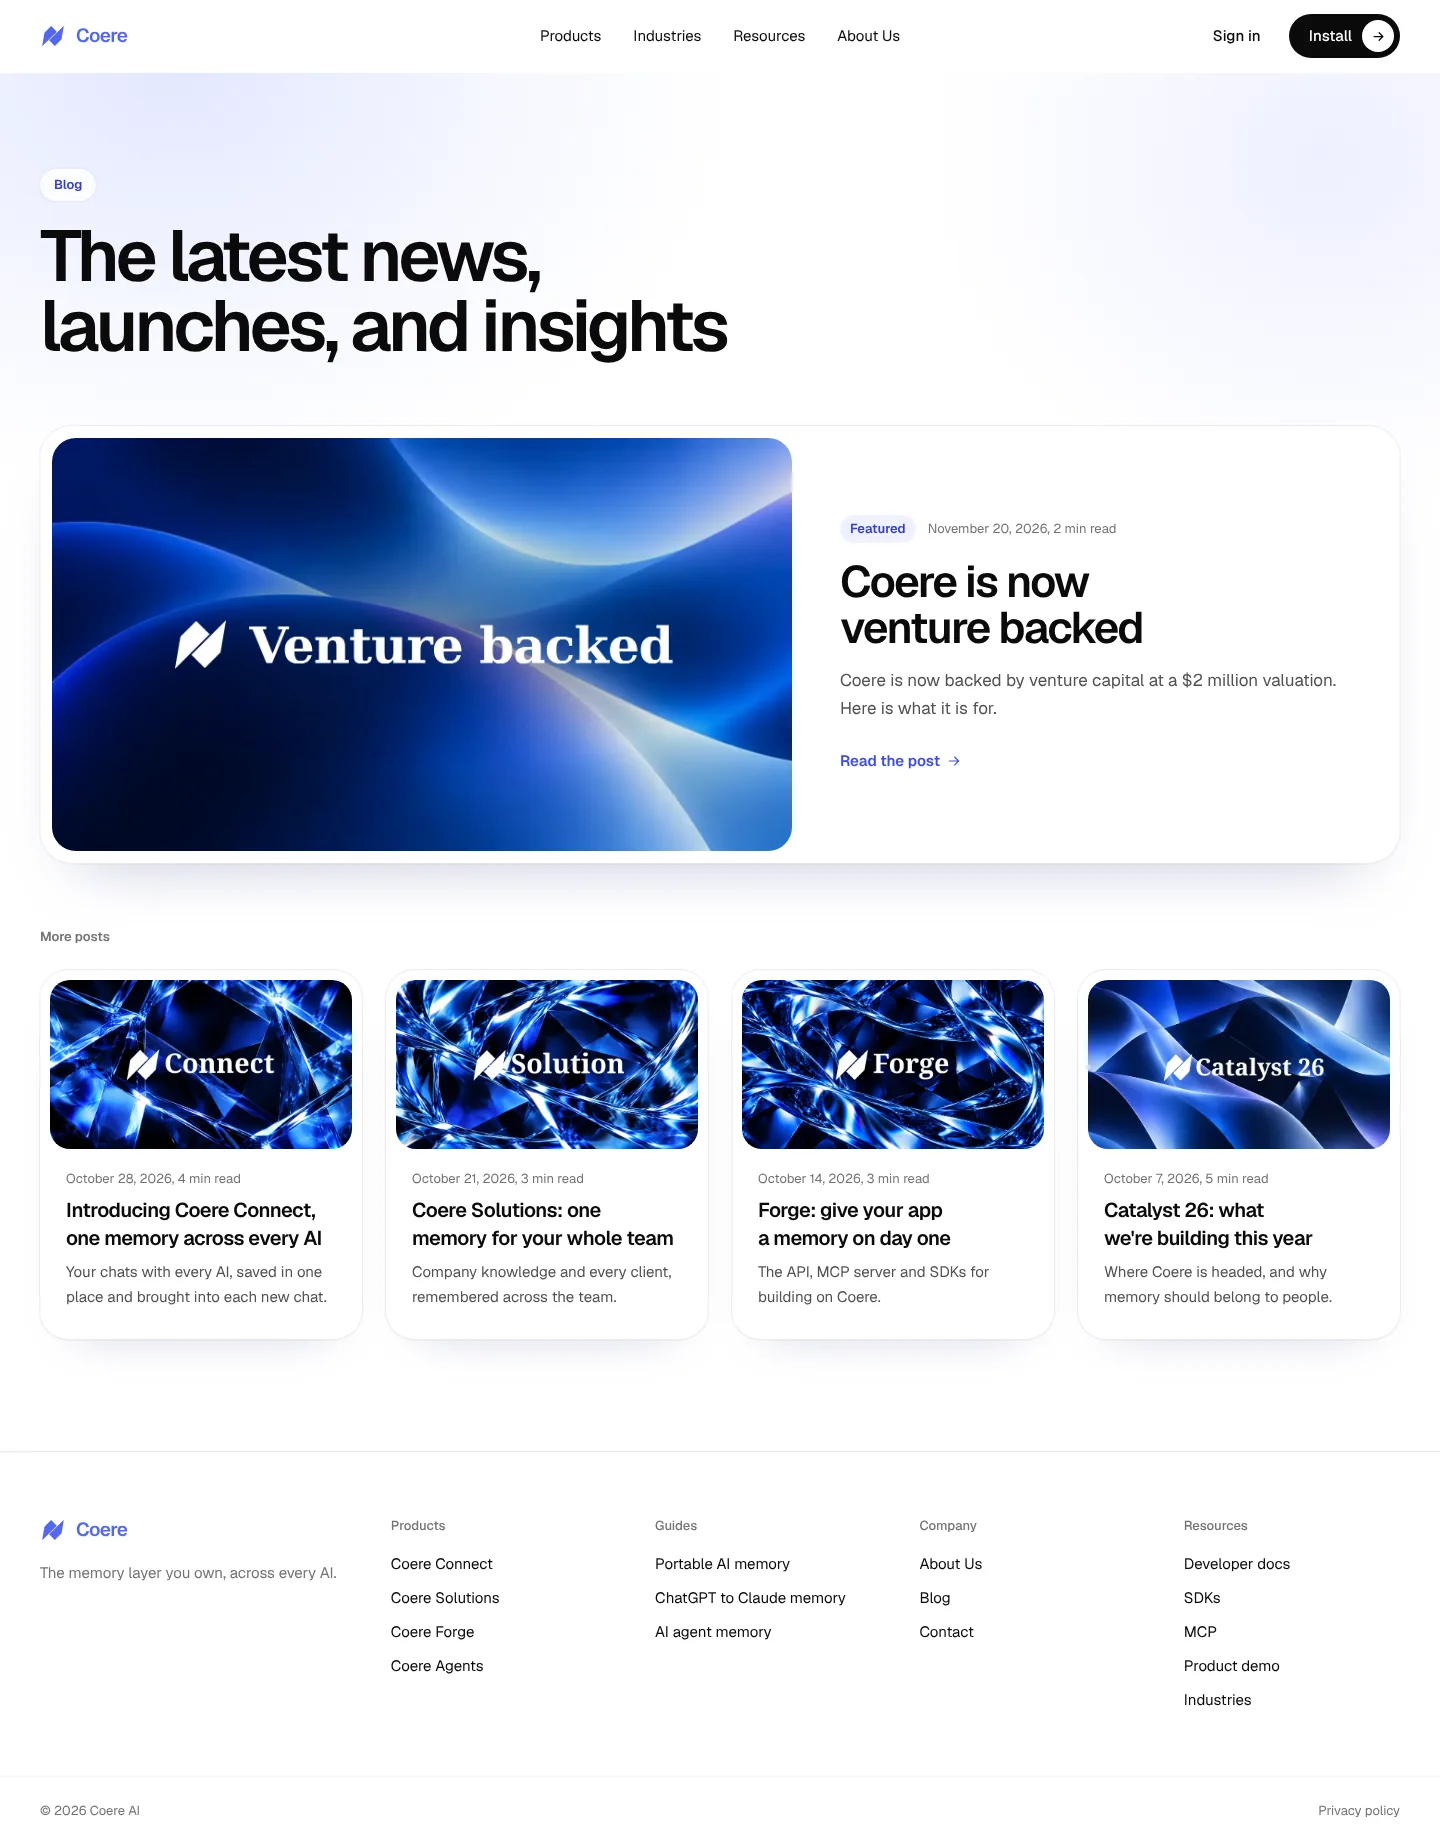 Coere
Products
Industries
Resources
About Us
Sign in
Install
Blog
The latest news,
launches, and insights
Venture backed
Featured
November 20, 2026, 2 min read
Coere is now
venture backed
Coere is now backed by venture capital at a $2 million valuation.
Here is what it is for.
Read the post
More posts
Connect
October 28, 2026, 4 min read
Introducing Coere Connect,
one memory across every AI
Your chats with every AI, saved in one
place and brought into each new chat.
Solution
October 21, 2026, 3 min read
Coere Solutions: one
memory for your whole team
Company knowledge and every client,
remembered across the team.
Forge
October 14, 2026, 3 min read
Forge: give your app
a memory on day one
The API, MCP server and SDKs for
building on Coere.
Catalyst 26
October 7, 2026, 5 min read
Catalyst 26: what
we're building this year
Where Coere is headed, and why
memory should belong to people.
Coere
The memory layer you own, across every AI.
Products
Coere Connect
Coere Solutions
Coere Forge
Coere Agents
Guides
Portable AI memory
ChatGPT to Claude memory
AI agent memory
Company
About Us
Blog
Contact
Resources
Developer docs
SDKs
MCP
Product demo
Industries
© 2026 Coere AI
Privacy policy